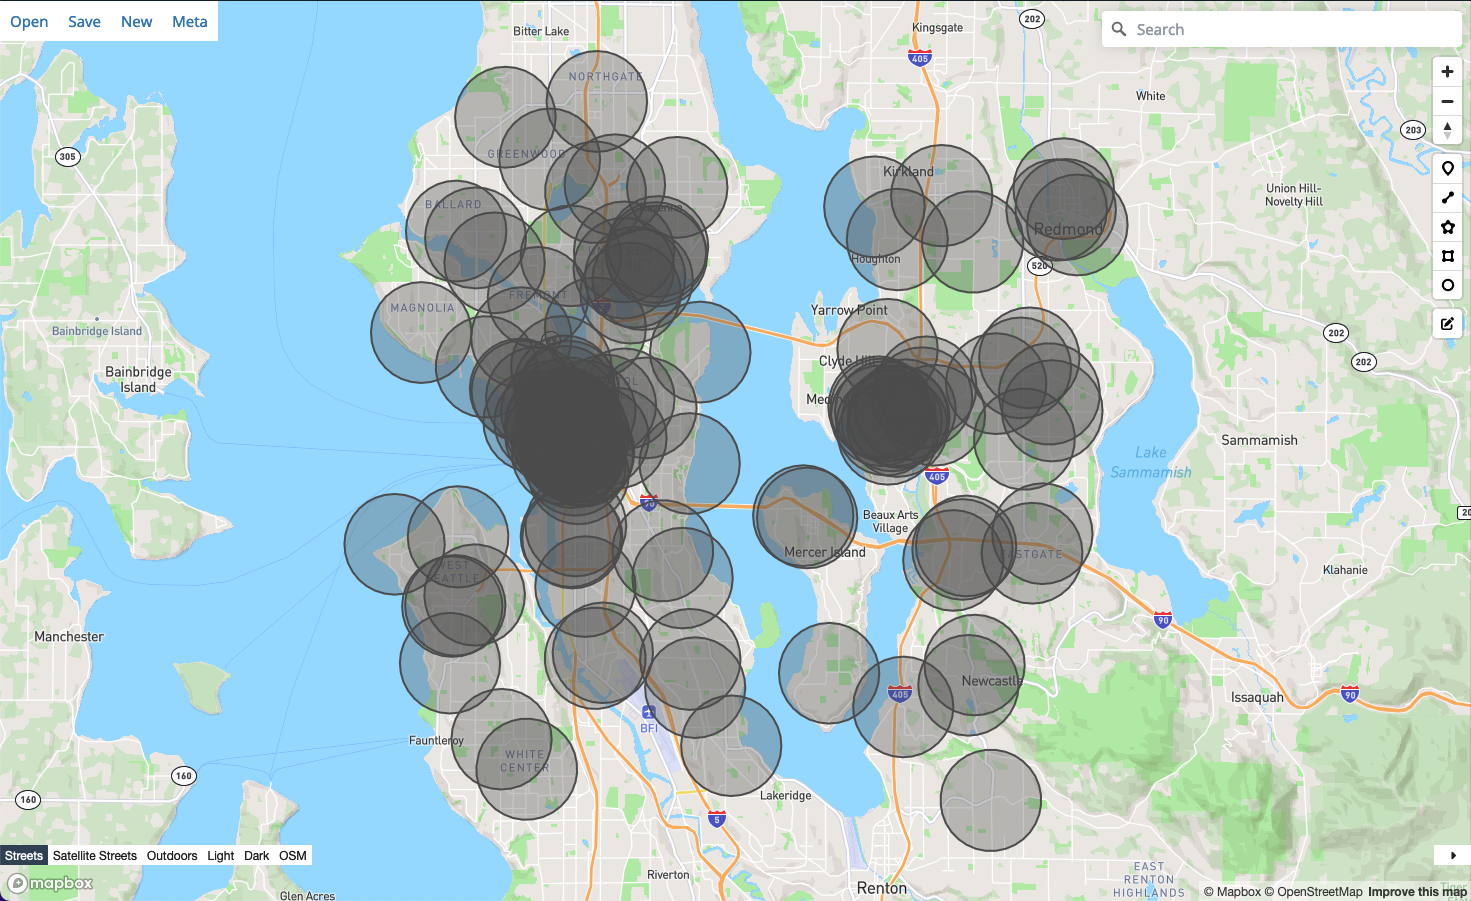 Open Save New Meta
Search
Bitter Lake
Kingsgate
202
405
NORTHGATE
White
203
305
GREENWOOD
Kirkland
Union Hill-
Novelty Hill
BALLARD
Redmond
Houngton
520
MAGNOLIA
FREMONT
Yarrow Point
Bainbridge Island
202
202
Clyde Hill
Bainbridge
Island
Sammamish
Lake
Sammamish
405
90
Beaux Arts
Village
Mercer Island
EASTGATE
WEST
SEATTLE
Klahanie
Manchester
90
Newcastle
405
Issaquah
90
BFI
Fauntleroy
WHITE
CENTER
160
160
Lakeridge
5
Streets Satellite Streets Outdoors Light Dark OSM
Riverton
Renton
EAST
RENTON
HIGHLANDS
mapbox
Glen Acres
© Mapbox © OpenStreetMap Improve this map